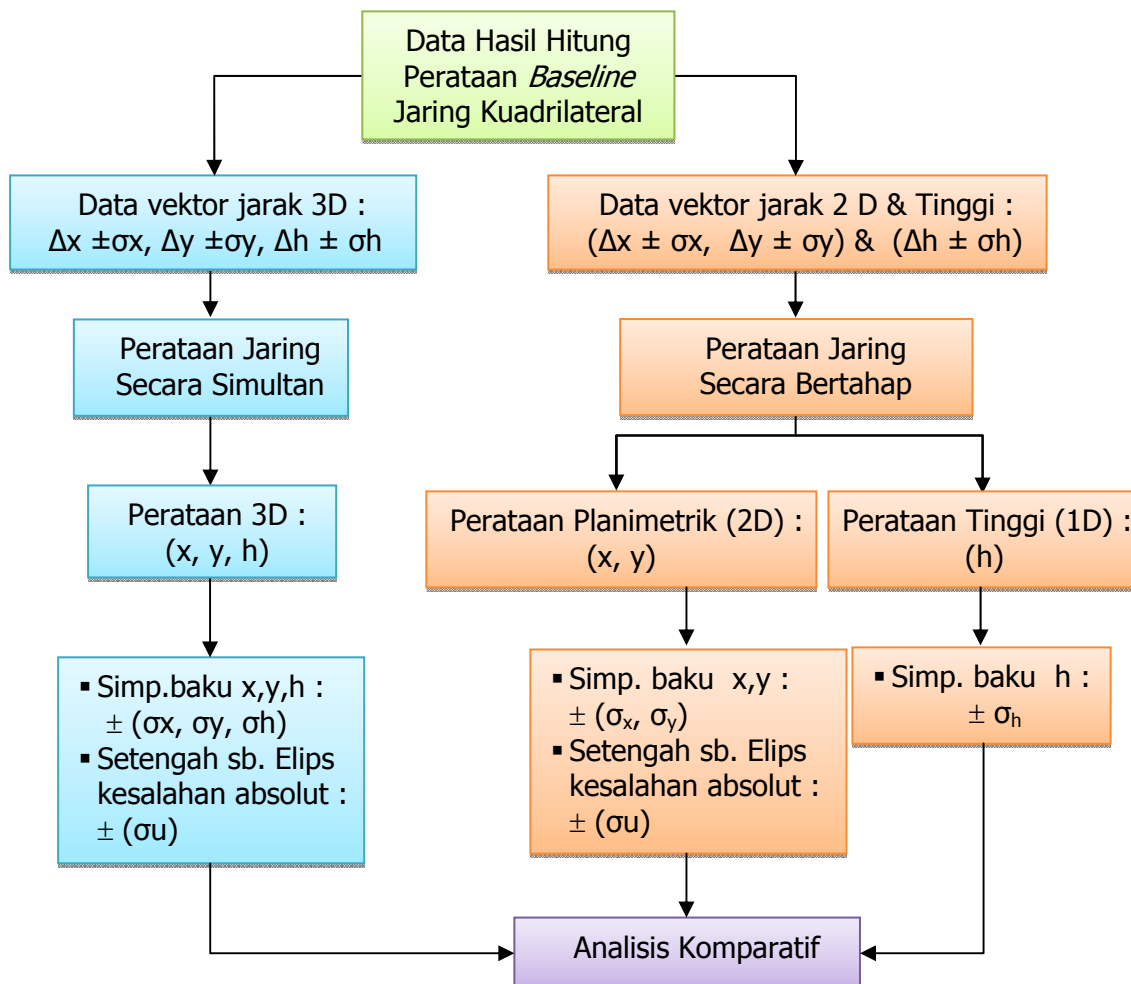 Data Hasil Hitung
Perataan Baseline
Jaring Kuadrilateral
Data vektor jarak 3D :
Δx ±σx, Δy ±σy, Δh ± σh
Data vektor jarak 2 D & Tinggi :
(Δx ± σx, Δy ± σy) & (Δh ± σh)
Perataan Jaring
Secara Simultan
Perataan Jaring
Secara Bertahap
Perataan 3D :
(x, y, h)
Perataan Planimetrik (2D) :
(x, y)
Perataan Tinggi (1D) :
(h)
▪ Simp.baku x,y,h :
± (σx, σy, σh)
▪ Setengah sb. Elips
kesalahan absolut :
± (σu)
▪ Simp. baku x,y :
± (σₓ, σᵧ)
▪ Setengah sb. Elips
kesalahan absolut :
± (σu)
▪ Simp. baku h :
± σₕ
Analisis Komparatif